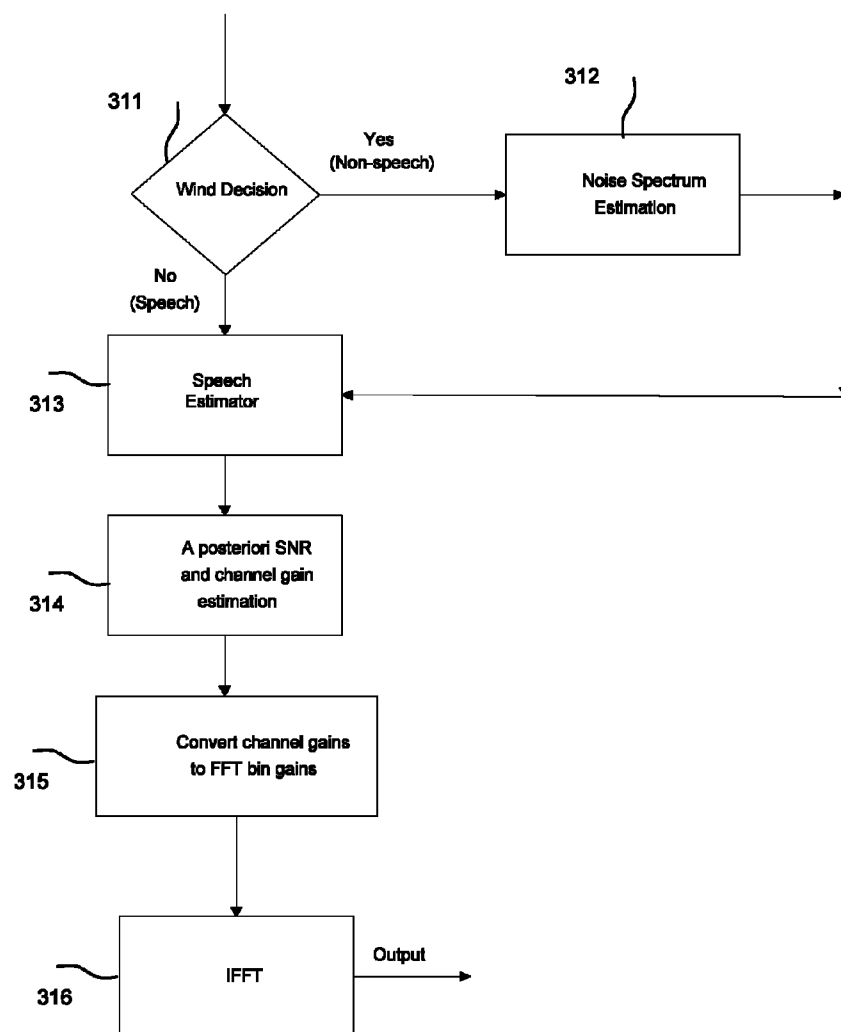 311
Wind Decision
Yes
(Non-speech)
312
Noise Spectrum
Estimation
No
(Speech)
313
Speech
Estimator
314
A posteriori SNR
and channel gain
estimation
315
Convert channel gains
to FFT bin gains
316
IFFT
Output